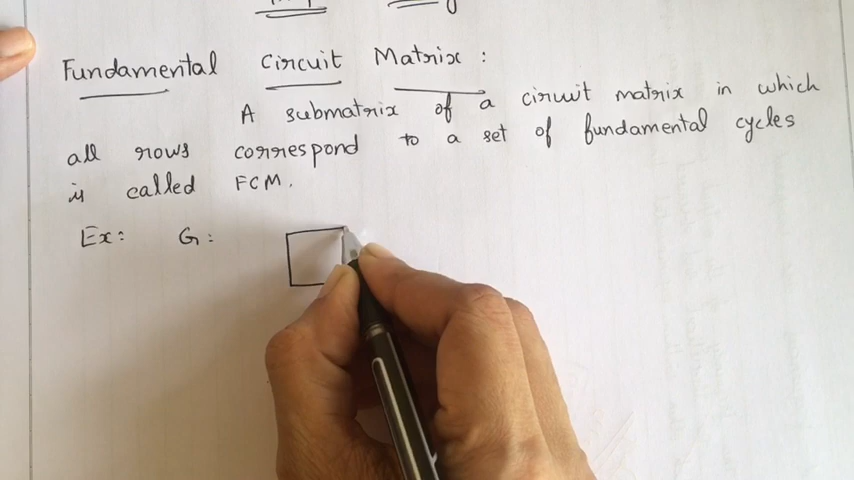 Fundamental Circuit Matrix :
A submatrix of a circuit matrix in which
all rows correspond to a set of fundamental cycles
is called FCM.
Ex: G: